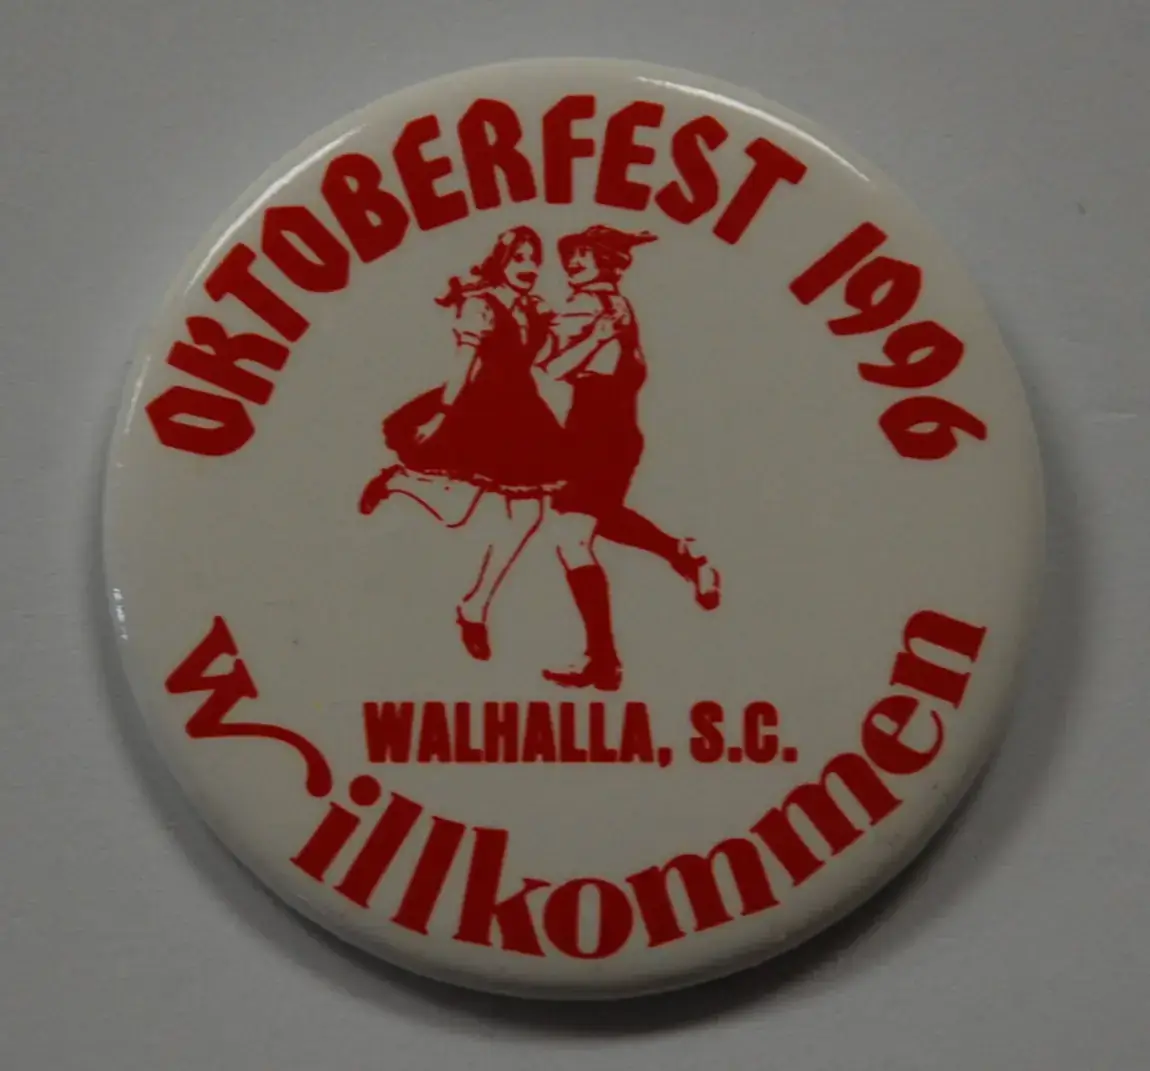 OKTOBERFEST 1996
WALHALLA, S.C.
Willkommen